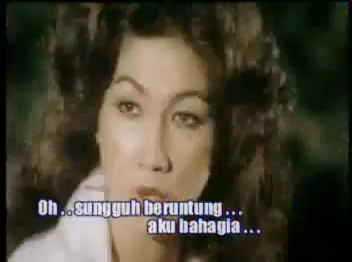 Oh . . sungguh beruntung . . .
aku bahagia . . .